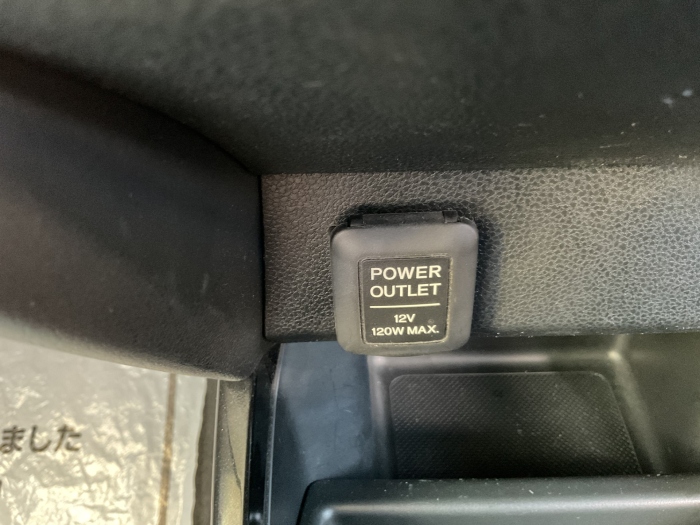 POWER
OUTLET
12V
120W MAX.
ました